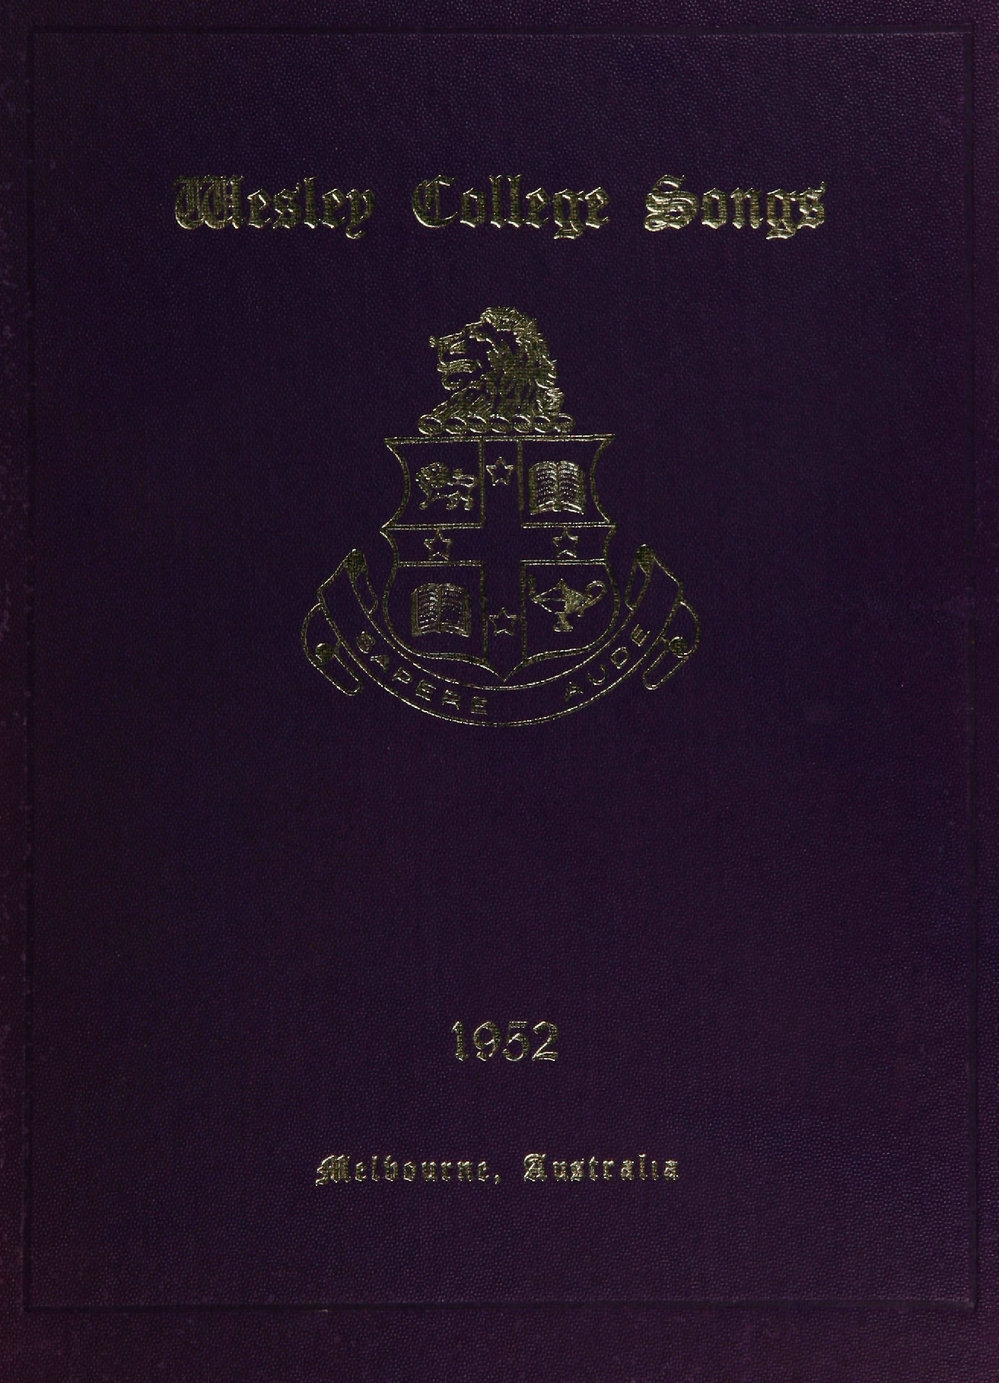 Wesley College Songs
SAPERE AUDE
1952
Melbourne, Australia